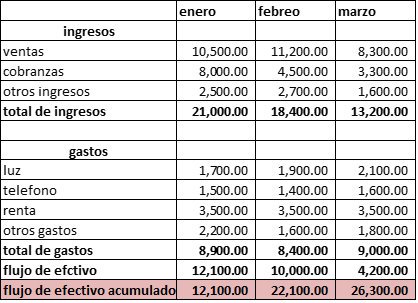 enero febreo marzo
ingresos
ventas 10,500.00 11,200.00 8,300.00
cobranzas 8,000.00 4,500.00 3,300.00
otros ingresos 2,500.00 2,700.00 1,600.00
total de ingresos 21,000.00 18,400.00 13,200.00
gastos
luz 1,700.00 1,900.00 2,100.00
telefono 1,500.00 1,400.00 1,600.00
renta 3,500.00 3,500.00 3,500.00
otros gastos 2,200.00 1,600.00 1,800.00
total de gastos 8,900.00 8,400.00 9,000.00
flujo de efctivo 12,100.00 10,000.00 4,200.00
flujo de efectivo acumulado 12,100.00 22,100.00 26,300.00